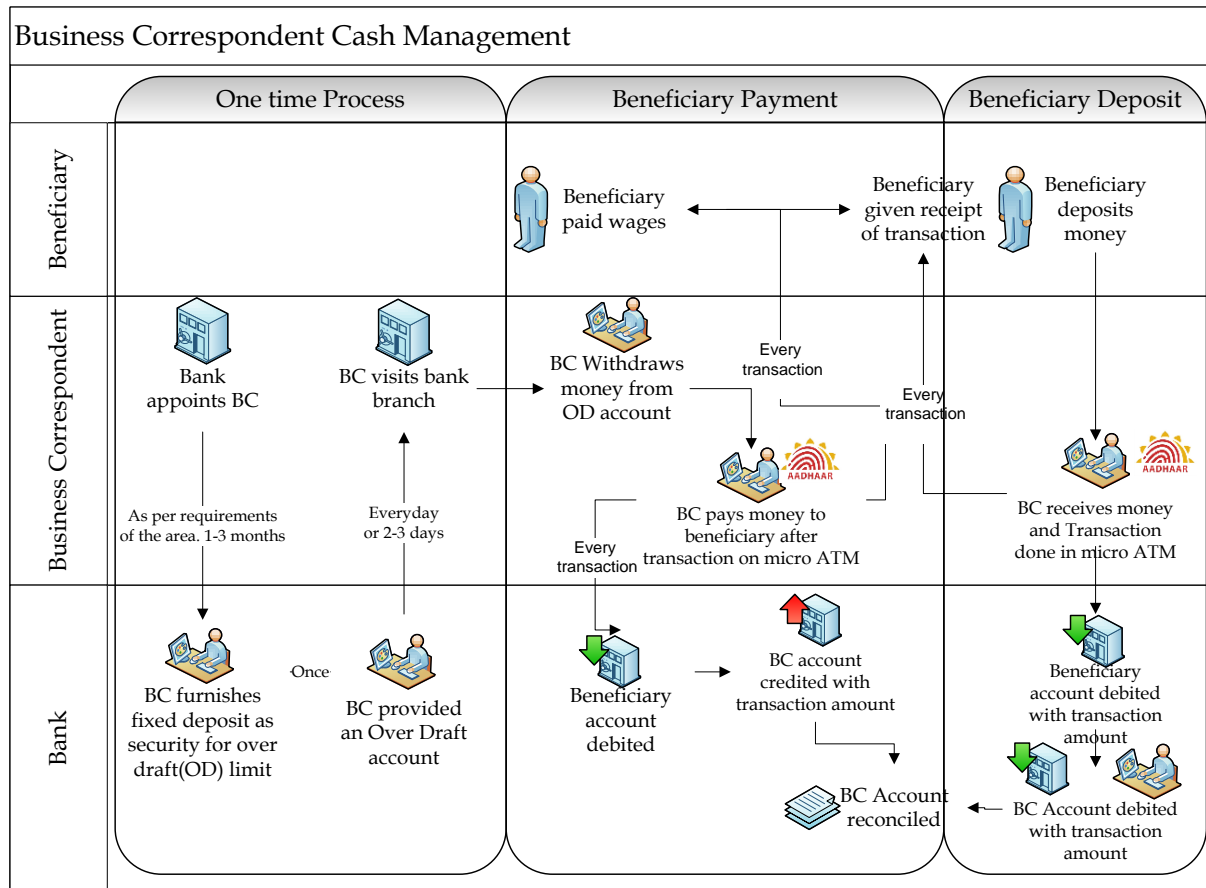 Business Correspondent Cash Management
One time Process
Beneficiary Payment
Beneficiary Deposit
Beneficiary
Beneficiary
paid wages
Beneficiary
given receipt
of transaction
Beneficiary
deposits
money
Business Correspondent
Bank
appoints BC
BC visits bank
branch
BC Withdraws
money from
OD account
Every
transaction
Every
transaction
AADHAAR
AADHAAR
As per requirements
of the area. 1-3 months
Everyday
or 2-3 days
Every
transaction
BC pays money to
beneficiary after
transaction on micro ATM
BC receives money
and Transaction
done in micro ATM
Bank
BC furnishes
fixed deposit as
security for over
draft(OD) limit
Once
BC provided
an Over Draft
account
Beneficiary
account
debited
BC account
credited with
transaction amount
Beneficiary
account debited
with transaction
amount
BC Account
reconciled
BC Account debited
with transaction
amount